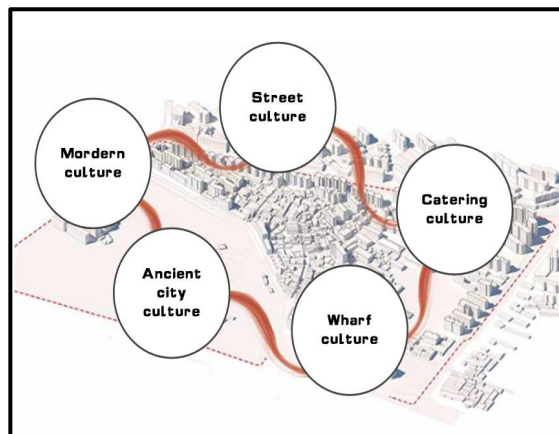 Street
culture
Mordern
culture
Catering
culture
Ancient
city
culture
Wharf
culture